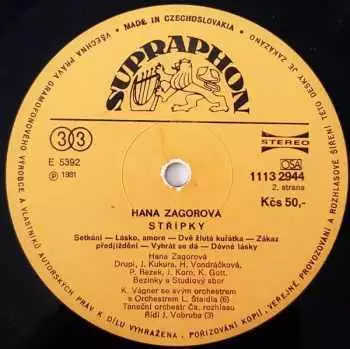 MADE IN CZECHOSLOVAKIA
VŠECHNA PRÁVA GRAMOFONOVÉHO VÝROBCE A VLASTNÍKŮ AUTORSKÝCH PRÁV K DÍLU VYHRAŽENA. POŘIZOVÁNÍ KOPIÍ, VEŘEJNÉ PROVOZOVÁNÍ A ROZHLASOVÉ ŠÍŘENÍ TÉTO DESKY JE ZAKÁZÁNO
SUPRAPHON
33
E 5392
℗ 1981
STEREO
OSA
1113 2944
2. strana
Kčs 50,-
HANA ZAGOROVÁ
STŘÍPKY
Setkání — Lásko, amore — Dvě žlutá kuřátka — Zákaz
předjíždění — Vyhrát se dá — Dávné lásky
Hana Zagorová
Drupi, J. Kukura, H. Vondráčková,
P. Rezek, J. Korn, K. Gott,
Bezinky a Studiový sbor
K. Vágner se svým orchestrem
s Orchestrem L. Štaidla (6)
Taneční orchestr Čs. rozhlasu
Řídí J. Vobruba (3)